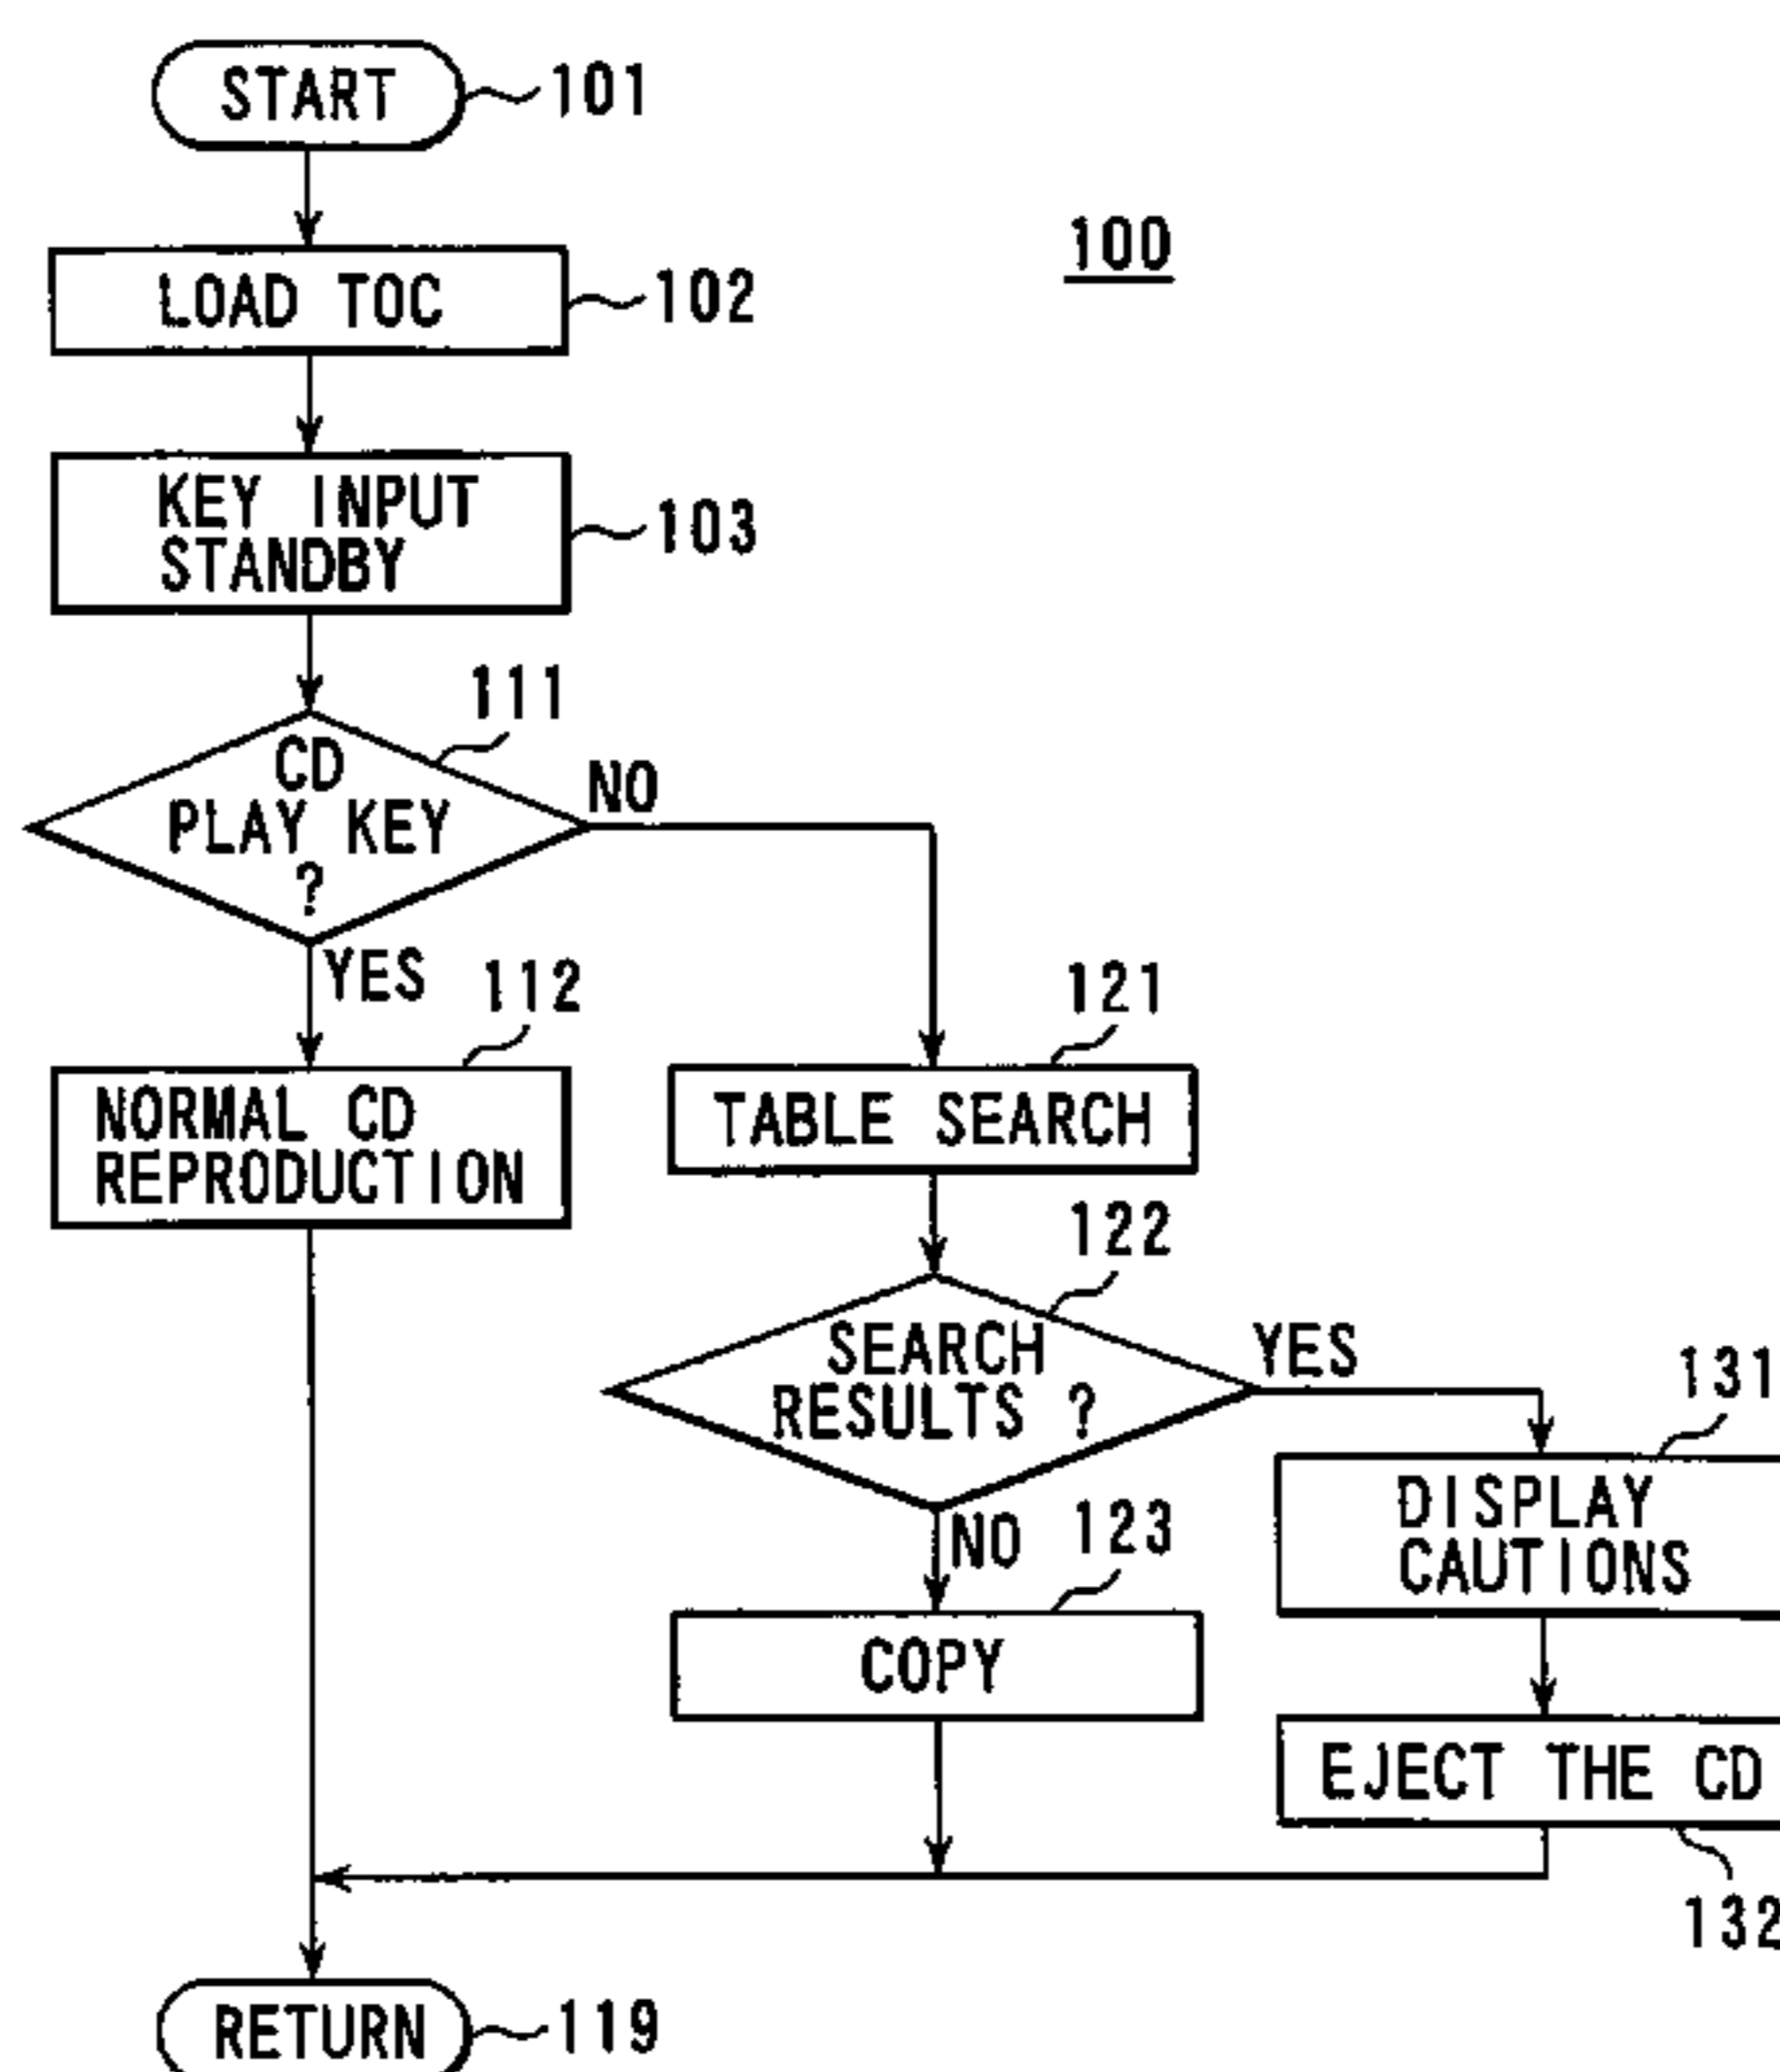 START
101
100
LOAD TOC
102
KEY INPUT
STANDBY
103
111
CD
PLAY KEY
?
NO
YES
112
121
NORMAL CD
REPRODUCTION
TABLE SEARCH
122
SEARCH
RESULTS ?
YES
131
NO
123
DISPLAY
CAUTIONS
COPY
EJECT THE CD
132
RETURN
119